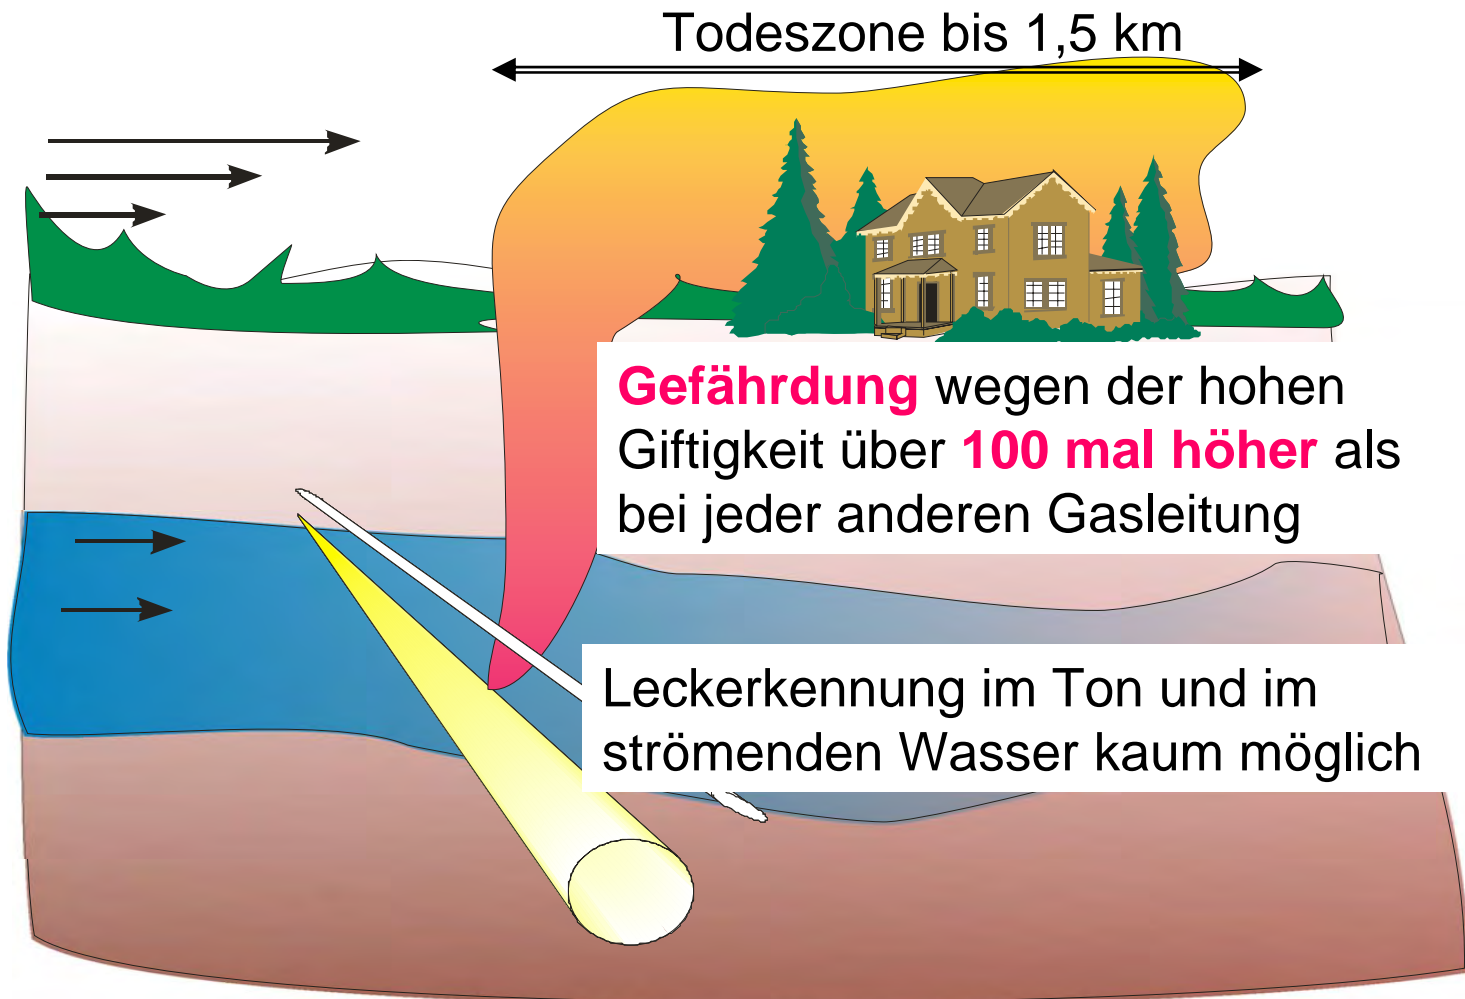 Todeszone bis 1,5 km
Gefährdung wegen der hohen
Giftigkeit über 100 mal höher als
bei jeder anderen Gasleitung
Leckerkennung im Ton und im
strömenden Wasser kaum möglich